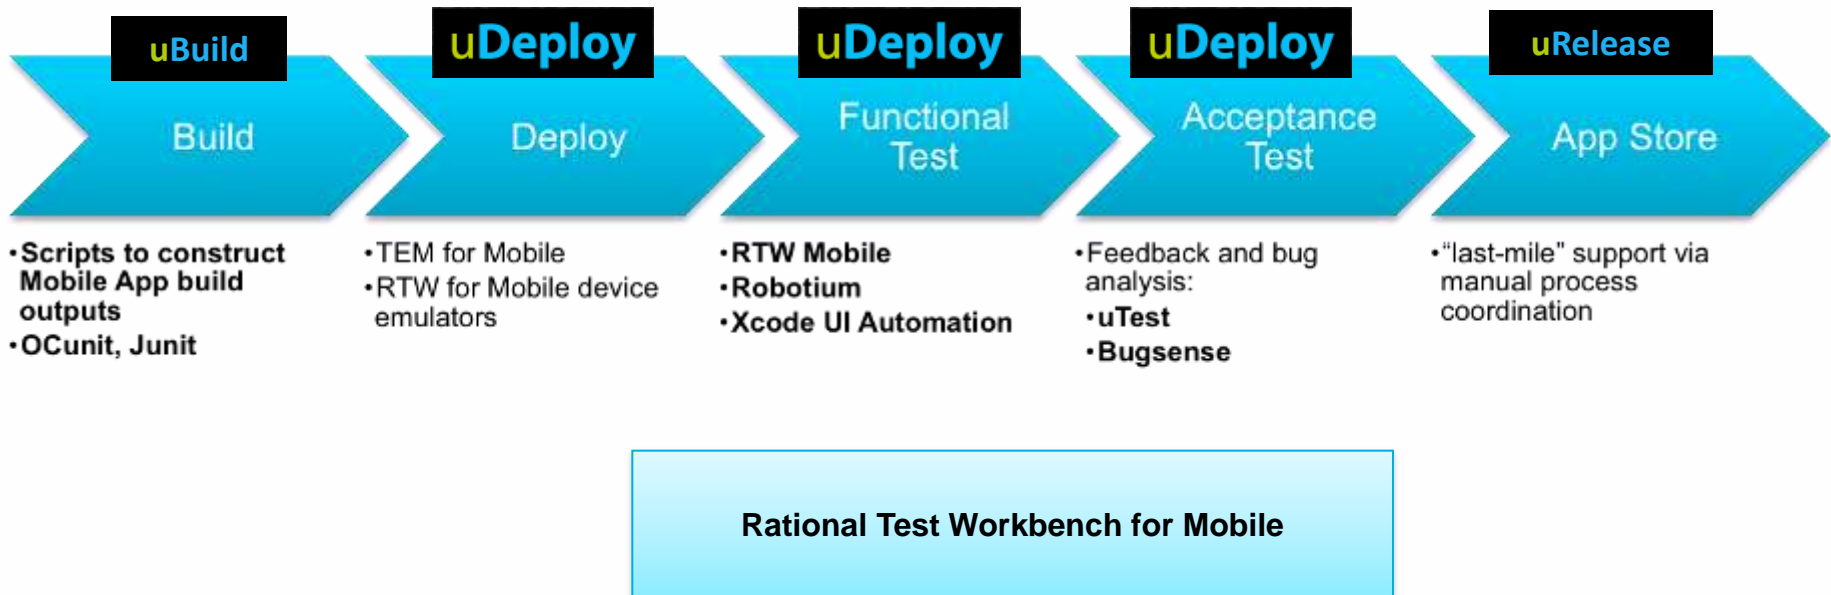 uBuild
uDeploy
uDeploy
uDeploy
uRelease
Build
Deploy
Functional
Test
Acceptance
Test
App Store
•Scripts to construct
Mobile App build
outputs
•OCunit, Junit
•TEM for Mobile
•RTW for Mobile device
emulators
•RTW Mobile
•Robotium
•Xcode UI Automation
•Feedback and bug
analysis:
•uTest
•Bugsense
•“last-mile" support via
manual process
coordination
Rational Test Workbench for Mobile